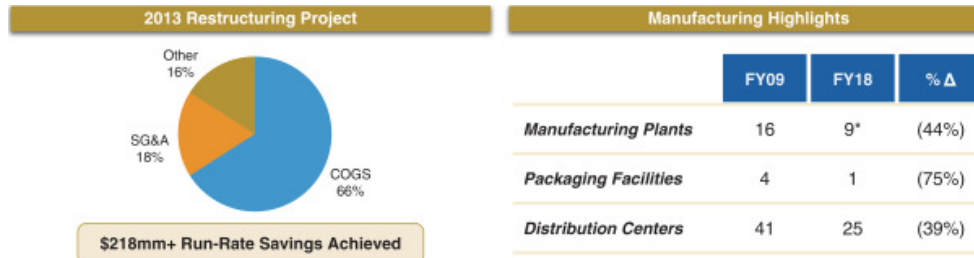 2013 Restructuring Project
Other
16%
SG&A
18%
COGS
66%
$218mm+ Run-Rate Savings Achieved
Manufacturing Highlights
FY09 FY18 % Δ
Manufacturing Plants 16 9* (44%)
Packaging Facilities 4 1 (75%)
Distribution Centers 41 25 (39%)